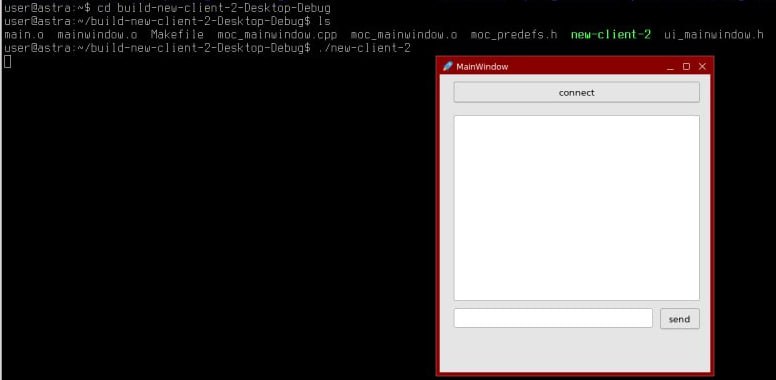 user@astra:~$ cd build-new-client-2-Desktop-Debug
user@astra:~/build-new-client-2-Desktop-Debug$ ls
main.o mainwindow.o Makefile moc_mainwindow.cpp moc_mainwindow.o moc_predefs.h new-client-2 ui_mainwindow.h
user@astra:~/build-new-client-2-Desktop-Debug$ ./new-client-2
MainWindow
connect
send